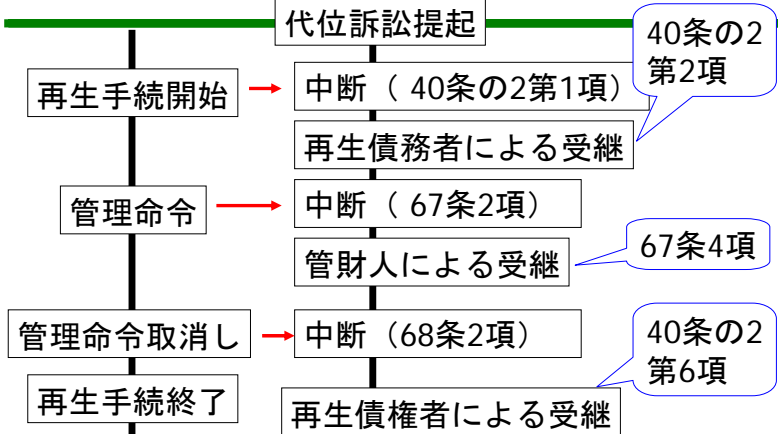 代位訴訟提起
40条の2
第2項
再生手続開始
中断（ 40条の2第1項）
再生債務者による受継
管理命令
中断（ 67条2項）
管財人による受継
67条4項
管理命令取消し
中断（68条2項）
40条の2
第6項
再生手続終了
再生債権者による受継